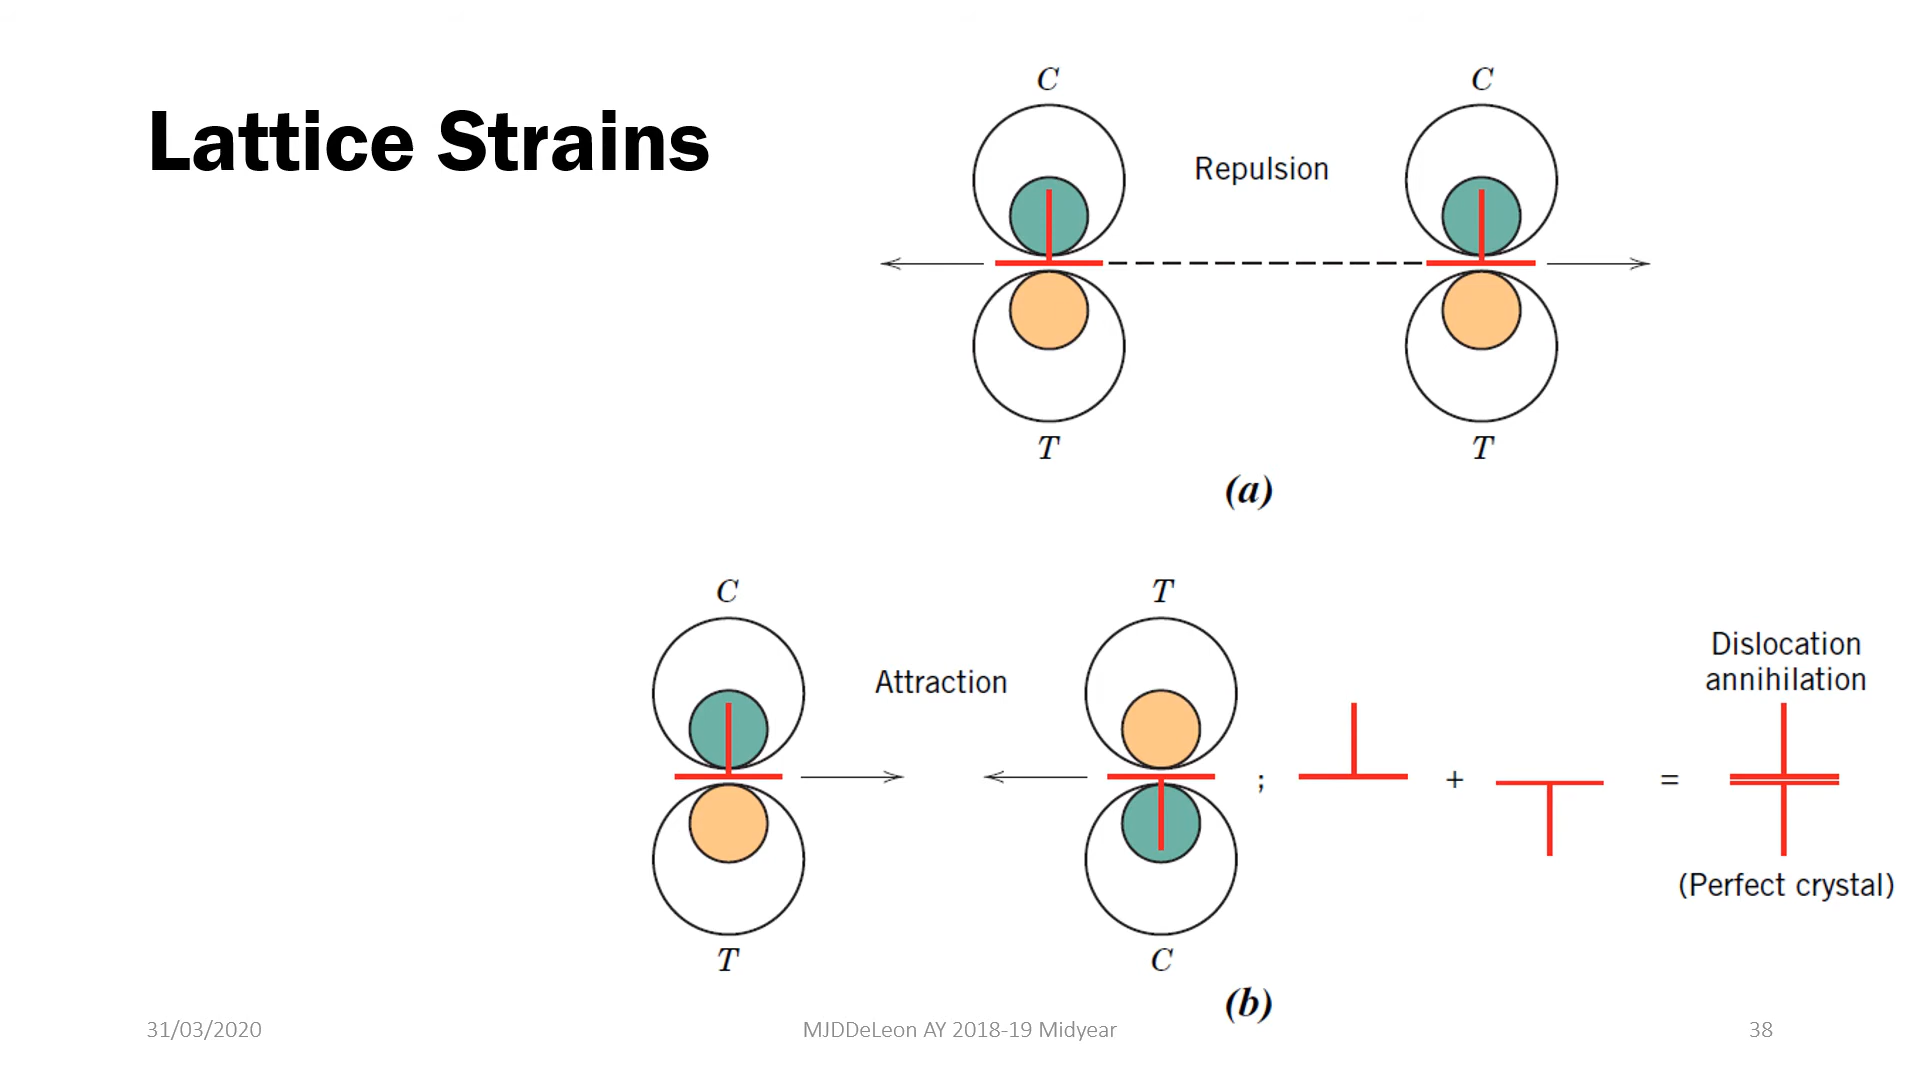 Lattice Strains
C
C
Repulsion
T
T
(a)
C
T
Attraction
Dislocation
annihilation
;
+
=
(Perfect crystal)
T
C
(b)
31/03/2020
MJDDeLeon AY 2018-19 Midyear
38